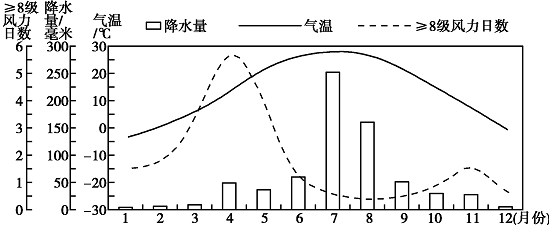 ≥8级 降水
风力 量/ 气温
日数 毫米 /℃
降水量 气温 ≥8级风力日数
6 300 30
5 250 20
4 200 10
3 150 0
2 100 -10
1 50 -20
0 0 -30
1 2 3 4 5 6 7 8 9 10 11 12(月份)